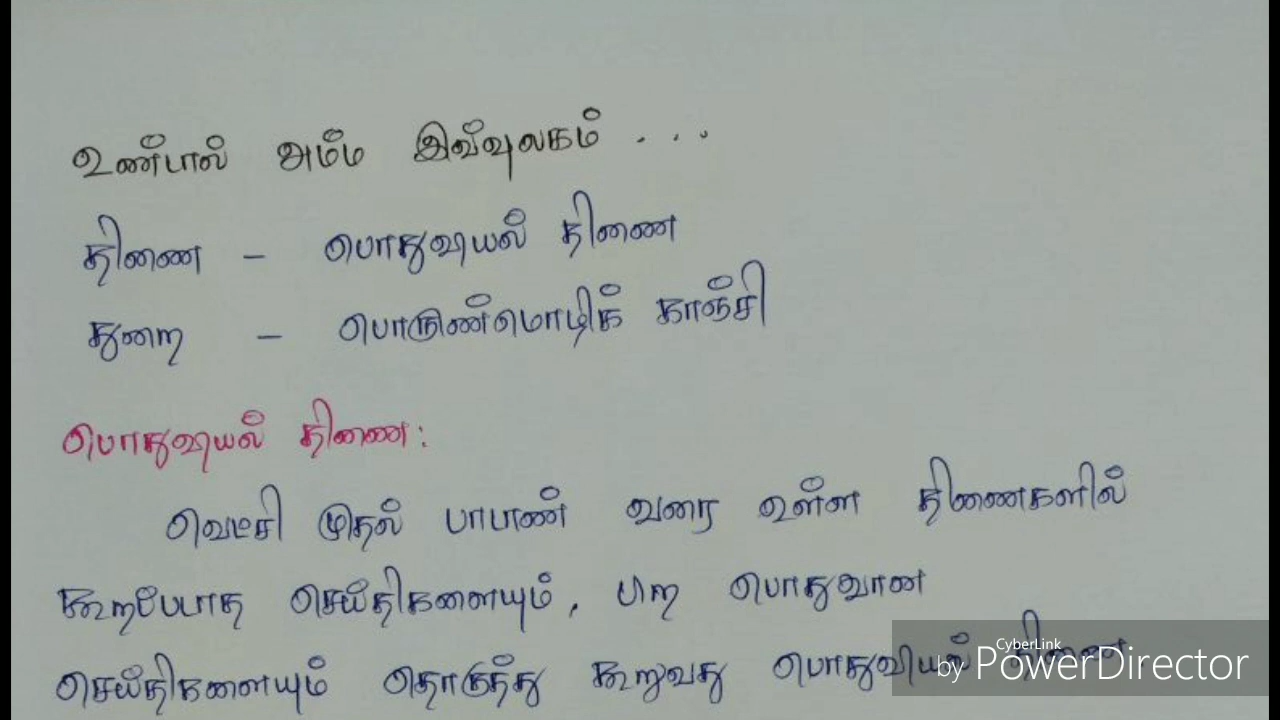 உண்டால் அம்ம இவ்வுலகம் . . .
திணை – பொதுவியல் திணை
துறை – பொருண்மொழிக் காஞ்சி
பொதுவியல் திணை:
வெட்சி முதல் பாடாண் வரை உள்ள திணைகளில்
கூறப்படாத செய்திகளையும், பிற பொதுவான
செய்திகளையும் தொகுத்து கூறுவது பொதுவியல் திணை.
CyberLink
by PowerDirector